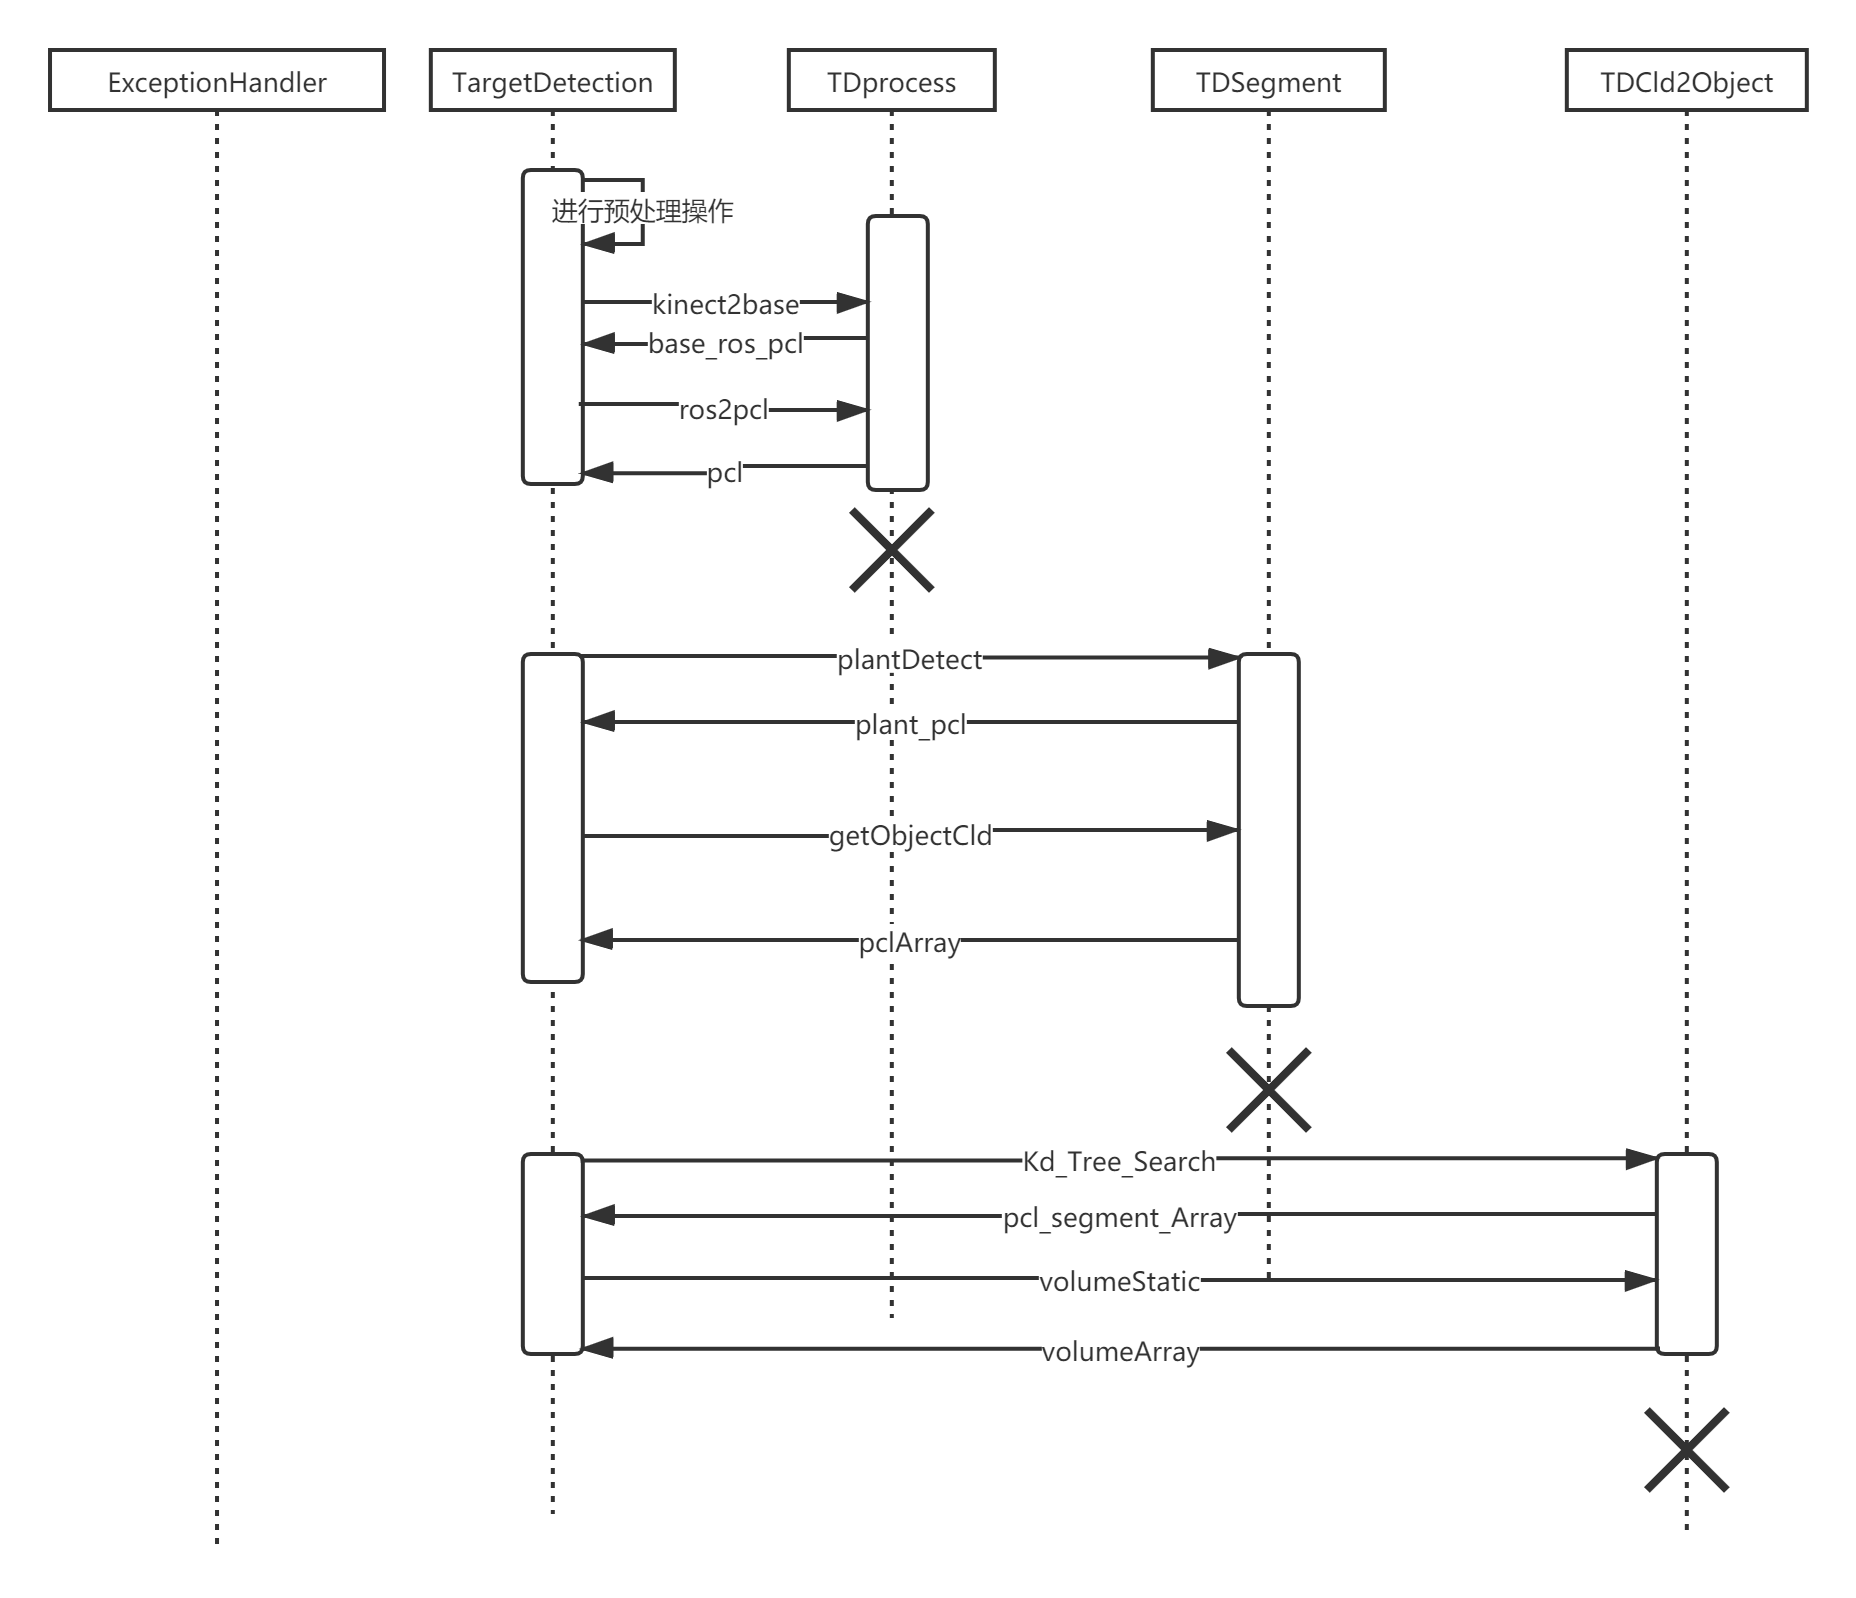 ExceptionHandler
TargetDetection
TDprocess
TDSegment
TDCld2Object
进行预处理操作
kinect2base
base_ros_pcl
ros2pcl
pcl
plantDetect
plant_pcl
getObjectCld
pclArray
Kd_Tree_Search
pcl_segment_Array
volumeStatic
volumeArray